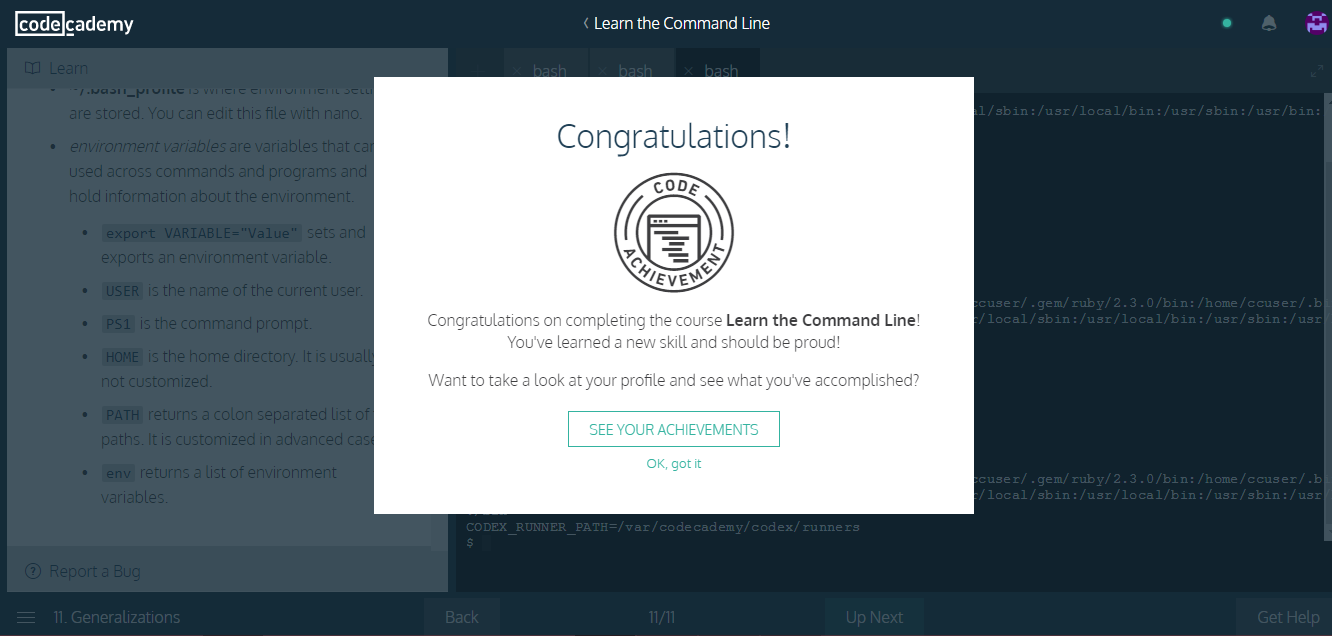 codecademy
Learn the Command Line
Learn
bash
bash
bash
~/.bash_profile is where environment setti
are stored. You can edit this file with nano.
environment variables are variables that can
used across commands and programs and
hold information about the environment.
export VARIABLE="Value" sets and
exports an environment variable.
USER is the name of the current user.
PS1 is the command prompt.
HOME is the home directory. It is usually
not customized.
PATH returns a colon separated list of
paths. It is customized in advanced case
env returns a list of environment
variables.
Report a Bug
Congratulations!
CODE
ACHIEVEMENT
Congratulations on completing the course Learn the Command Line!
You've learned a new skill and should be proud!
Want to take a look at your profile and see what you've accomplished?
SEE YOUR ACHIEVEMENTS
OK, got it
al/sbin:/usr/local/bin:/usr/sbin:/usr/bin:
ccuser/.gem/ruby/2.3.0/bin:/home/ccuser/.b
/local/sbin:/usr/local/bin:/usr/sbin:/usr
ccuser/.gem/ruby/2.3.0/bin:/home/ccuser/.b
/local/sbin:/usr/local/bin:/usr/sbin:/usr
CODEX_RUNNER_PATH=/var/codecademy/codex/runners
$
11. Generalizations
Back
11/11
Up Next
Get Help